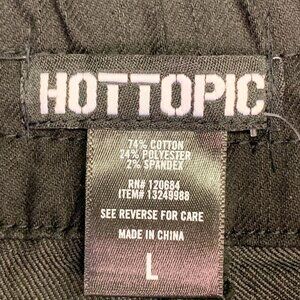 HOTTOPIC
74% COTTON
24% POLYESTER
2% SPANDEX
RN# 120684
ITEM# 13249988
SEE REVERSE FOR CARE
MADE IN CHINA
L